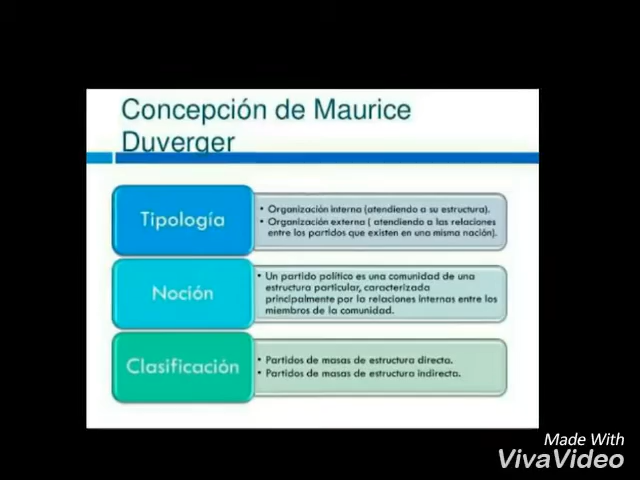 Concepción de Maurice
Duverger
Tipología
• Organización interna (atendiendo a su estructura).
• Organización externa ( atendiendo a las relaciones
entre los partidos que existen en una misma nación).
Noción
• Un partido político es una comunidad de una
estructura particular, caracterizada
principalmente por la relaciones internas entre los
miembros de la comunidad.
Clasificación
• Partidos de masas de estructura directa.
• Partidos de masas de estructura indirecta.
Made With
VivaVideo